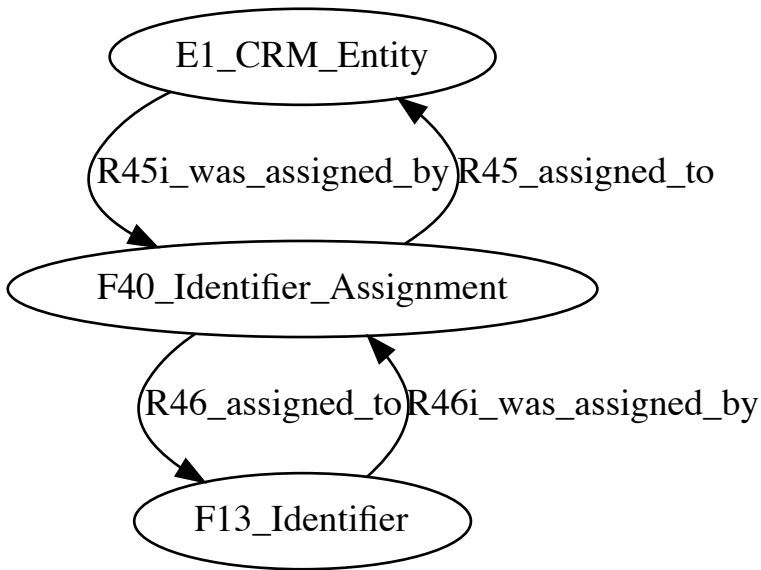 E1_CRM_Entity
R45i_was_assigned_by R45_assigned_to
F40_Identifier_Assignment
R46_assigned_to R46i_was_assigned_by
F13_Identifier